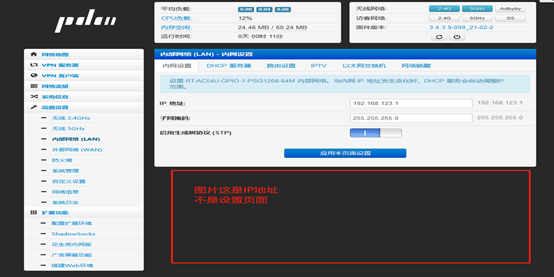 pdcn
平均负载:
0.00 0.04 0.05
CPU占用:
12%
内存空闲:
24.46 MB / 60.24 MB
运行时间:
0天 00时 11分
无线网络:
2.4G
5GHz
Adbyby
访客网络:
2.4G
5GHz
SS
固件版本:
3.4.3.9-099_21-02-2
网络地图
VPN 服务器
VPN 客户端
网络流量
系统信息
高级设置
无线 2.4GHz
无线 5GHz
内部网络 (LAN)
外部网络 (WAN)
防火墙
系统管理
自定义设置
网络信息
系统日志
扩展功能
配置扩展环境
ShadowSocks
花生壳内网版
广告屏蔽功能
搭建Web环境
内部网络 (LAN) - 内网设置
内网设置
DHCP 服务器
路由设置
IPTV
以太网交换机
网络唤醒
设置 RT-AC54U-GPIO-1-PSG1208-64M 内部网络。当内网 IP 地址发生变化时，DHCP 服务会自动调整IP
范围。
IP 地址:
192.168.123.1
192.168.123.1
子网掩码:
255.255.255.0
255.255.255.0
启用生成树协议 (STP)
应用本页面设置
图片这是IP地址
不是设置页面